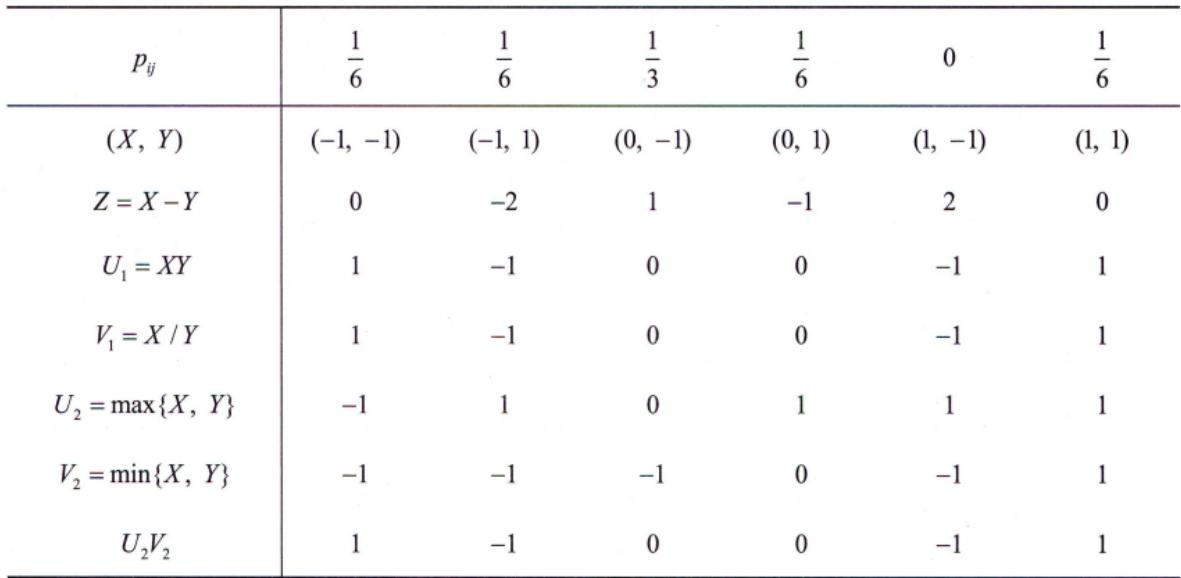 p_{ij} 1/6 1/6 1/3 1/6 0 1/6
(X, Y) (−1, −1) (−1, 1) (0, −1) (0, 1) (1, −1) (1, 1)
Z = X − Y 0 −2 1 −1 2 0
U_1 = XY 1 −1 0 0 −1 1
V_1 = X / Y 1 −1 0 0 −1 1
U_2 = max{X, Y} −1 1 0 1 1 1
V_2 = min{X, Y} −1 −1 −1 0 −1 1
U_2V_2 1 −1 0 0 −1 1